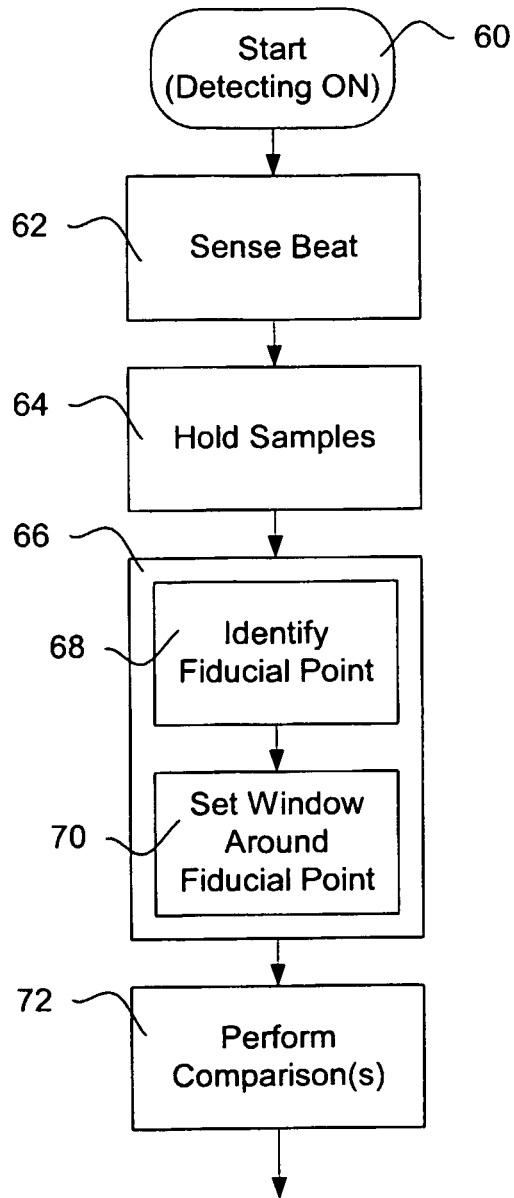 Start
(Detecting ON)
60
62
Sense Beat
64
Hold Samples
66
68
Identify
Fiducial Point
70
Set Window
Around
Fiducial Point
72
Perform
Comparison(s)